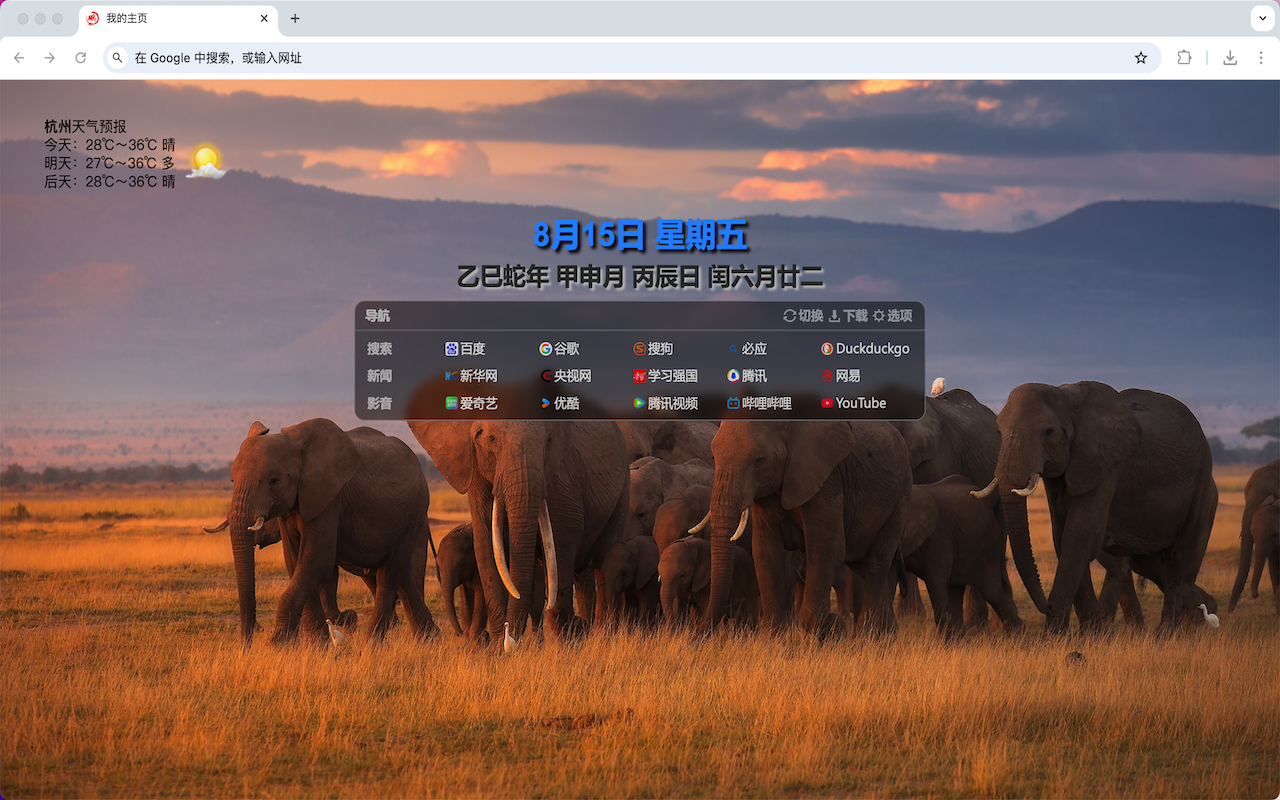 我的主页
在 Google 中搜索，或输入网址
杭州天气预报
今天：28℃～36℃ 晴
明天：27℃～36℃ 多
后天：28℃～36℃ 晴
8月15日 星期五
乙巳蛇年 甲申月 丙辰日 闰六月廿二
导航 切换 下载 选项
搜索 百度 谷歌 搜狗 必应 Duckduckgo
新闻 新华网 央视网 学习强国 腾讯 网易
影音 爱奇艺 优酷 腾讯视频 哔哩哔哩 YouTube